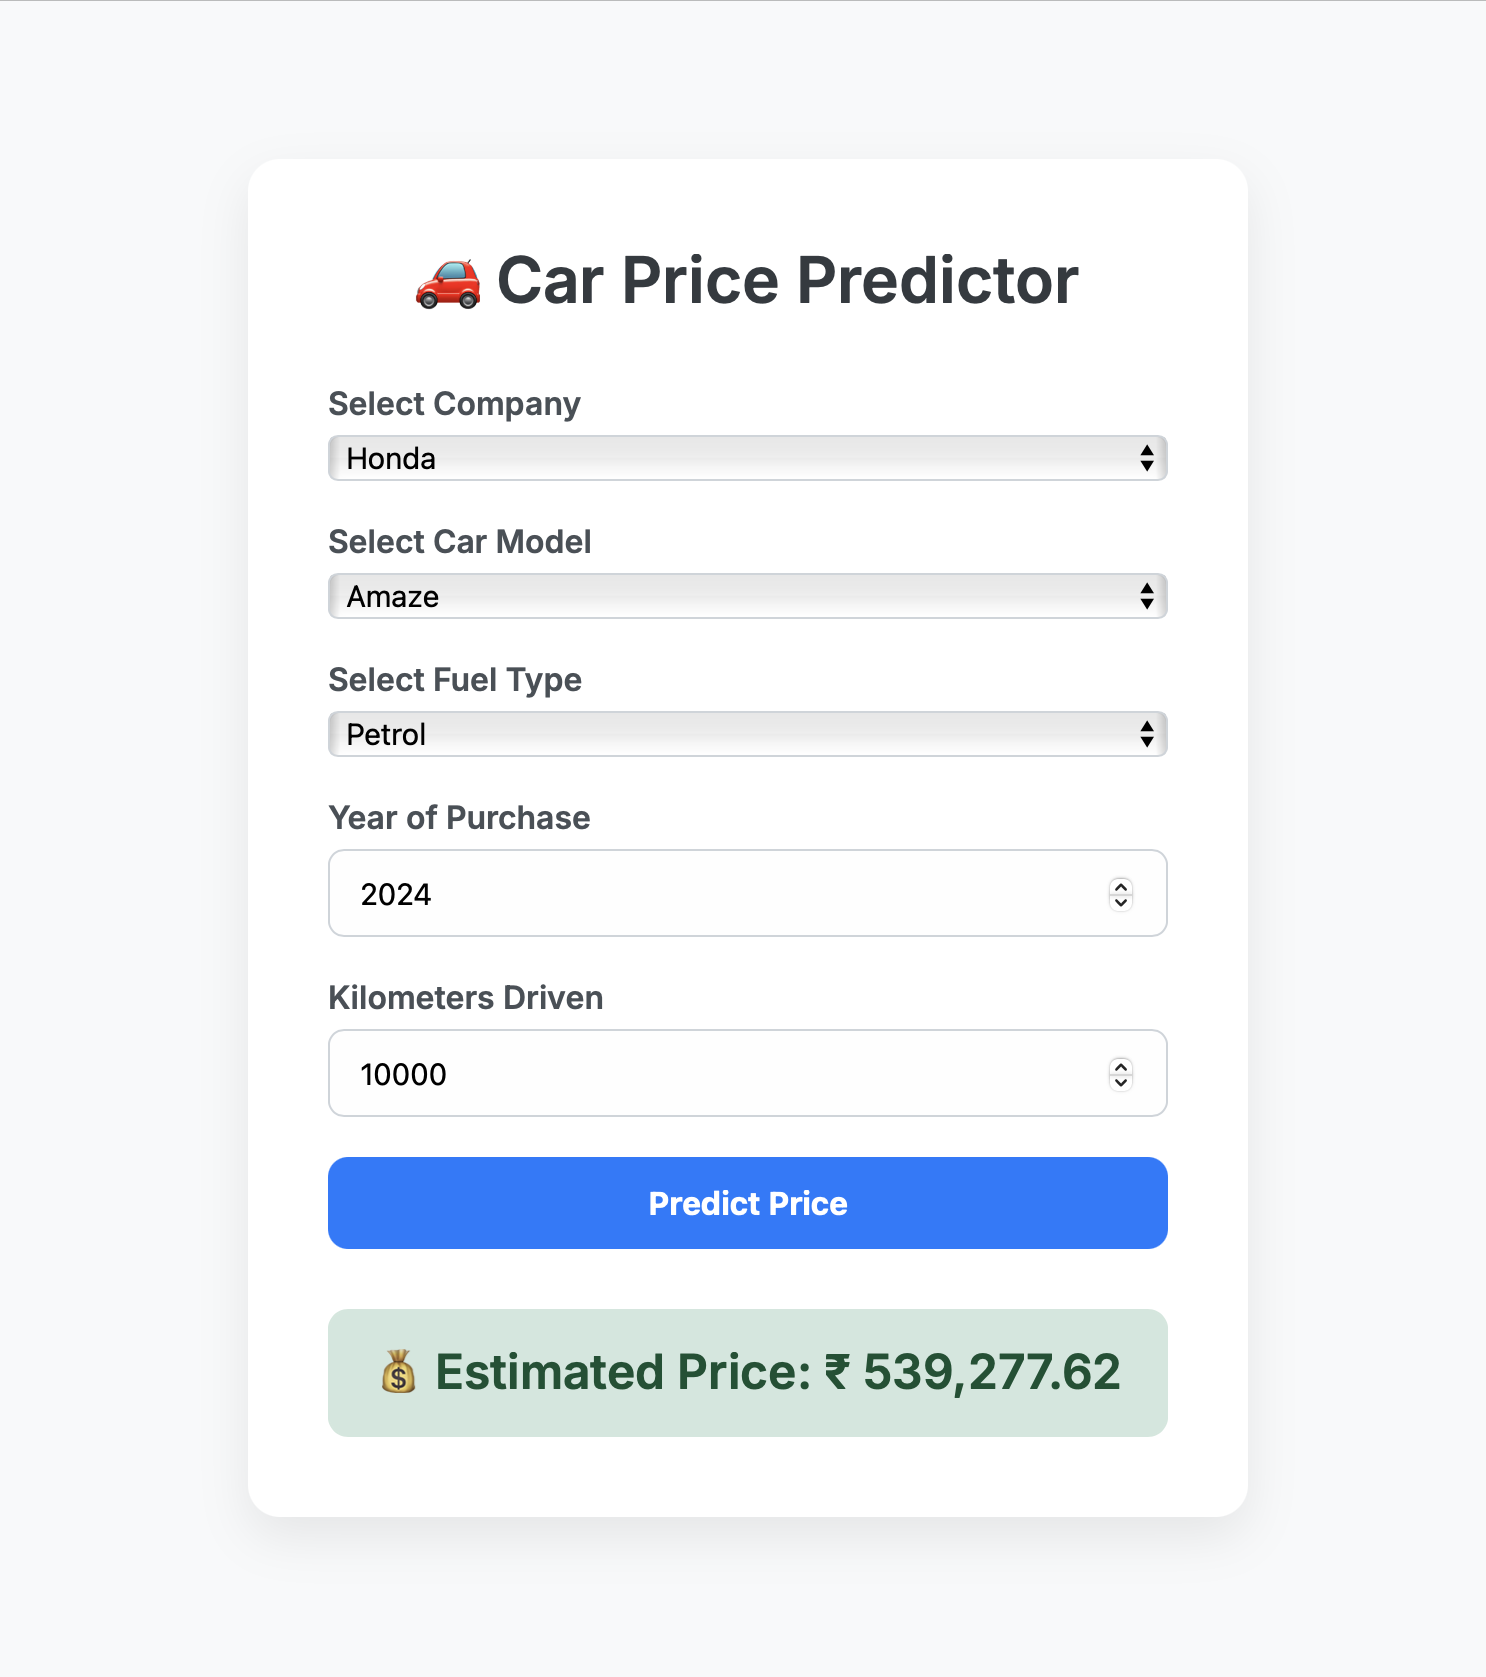 🚗 Car Price Predictor
Select Company
Honda
Select Car Model
Amaze
Select Fuel Type
Petrol
Year of Purchase
2024
Kilometers Driven
10000
Predict Price
💰 Estimated Price: ₹ 539,277.62